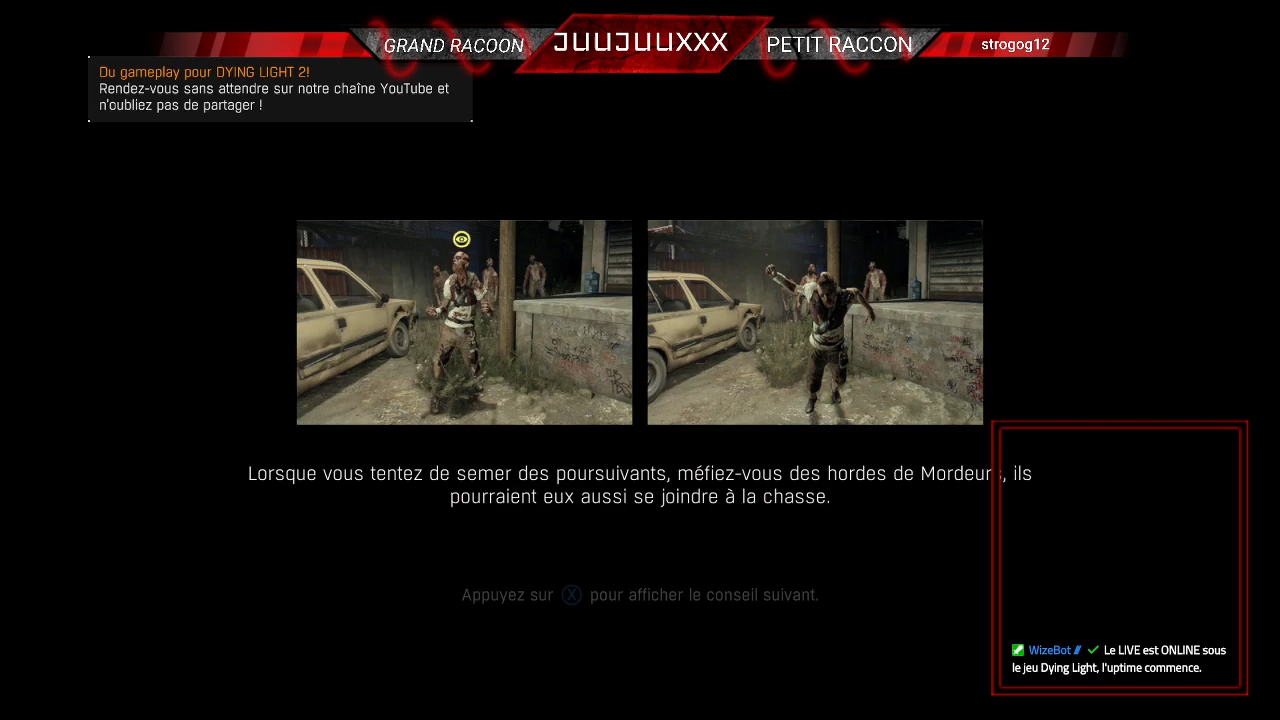 GRAND RACOON
JUUJUUXXX
PETIT RACCON
strogog12
Du gameplay pour DYING LIGHT 2!
Rendez-vous sans attendre sur notre chaîne YouTube et
n'oubliez pas de partager !
Lorsque vous tentez de semer des poursuivants, méfiez-vous des hordes de Mordeurs, ils
pourraient eux aussi se joindre à la chasse.
Appuyez sur X pour afficher le conseil suivant.
WizeBot // ✓ Le LIVE est ONLINE sous
le jeu Dying Light, l'uptime commence.